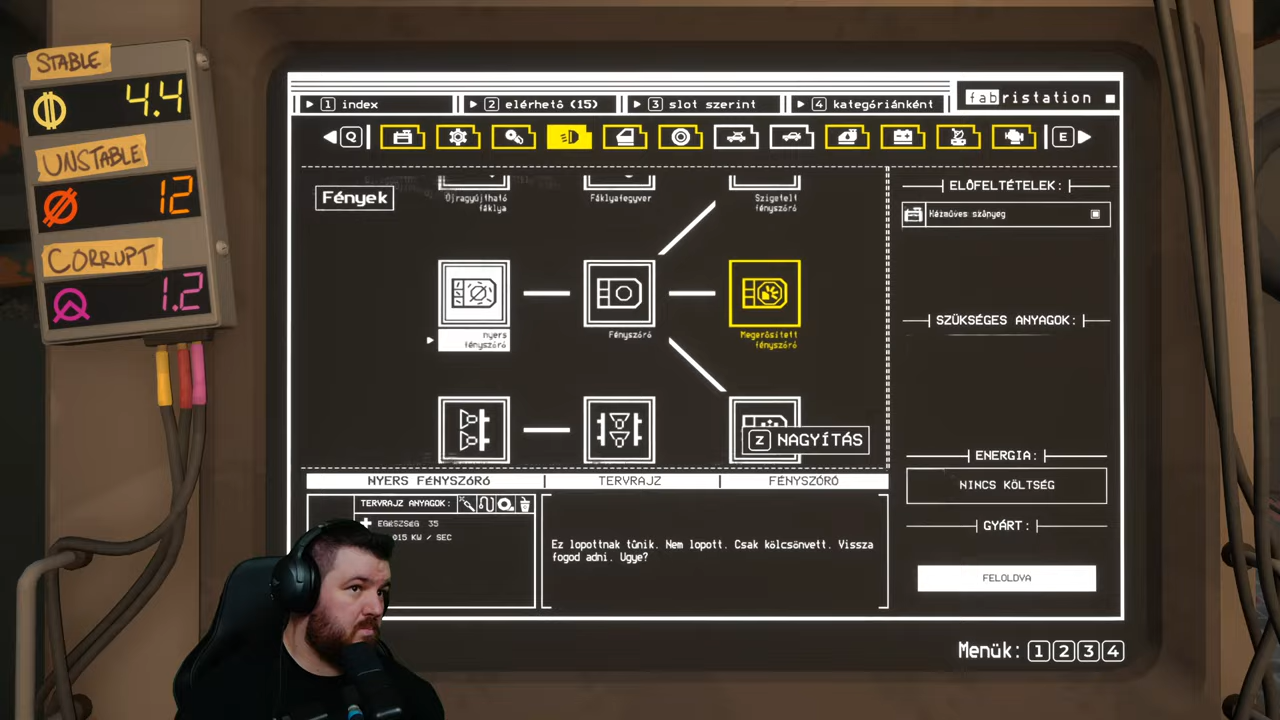 STABLE
4.4
UNSTABLE
12
CORRUPT
1.2
1 index
2 elérhető (15)
3 slot szerint
4 kategóriánként
fabristation
Q
E
Fények
Újragyújtható
fáklya
Fáklyafegyver
Szigetelt
fényszóró
nyers
fényszóró
Fényszóró
Megerősített
fényszóró
Z NAGYÍTÁS
ELŐFELTÉTELEK:
Kézműves szőnyeg
SZÜKSÉGES ANYAGOK:
ENERGIA:
NINCS KÖLTSÉG
GYÁRT:
FELOLDVA
NYERS FÉNYSZÓRÓ
TERVRAJZ
FÉNYSZÓRÓ
TERVRAJZ ANYAGOK:
EGÉSZSÉG 35
015 KW / SEC
Ez lopottnak tűnik. Nem lopott. Csak kölcsönvett. Vissza
fogod adni. Ugye?
Menük: 1 2 3 4